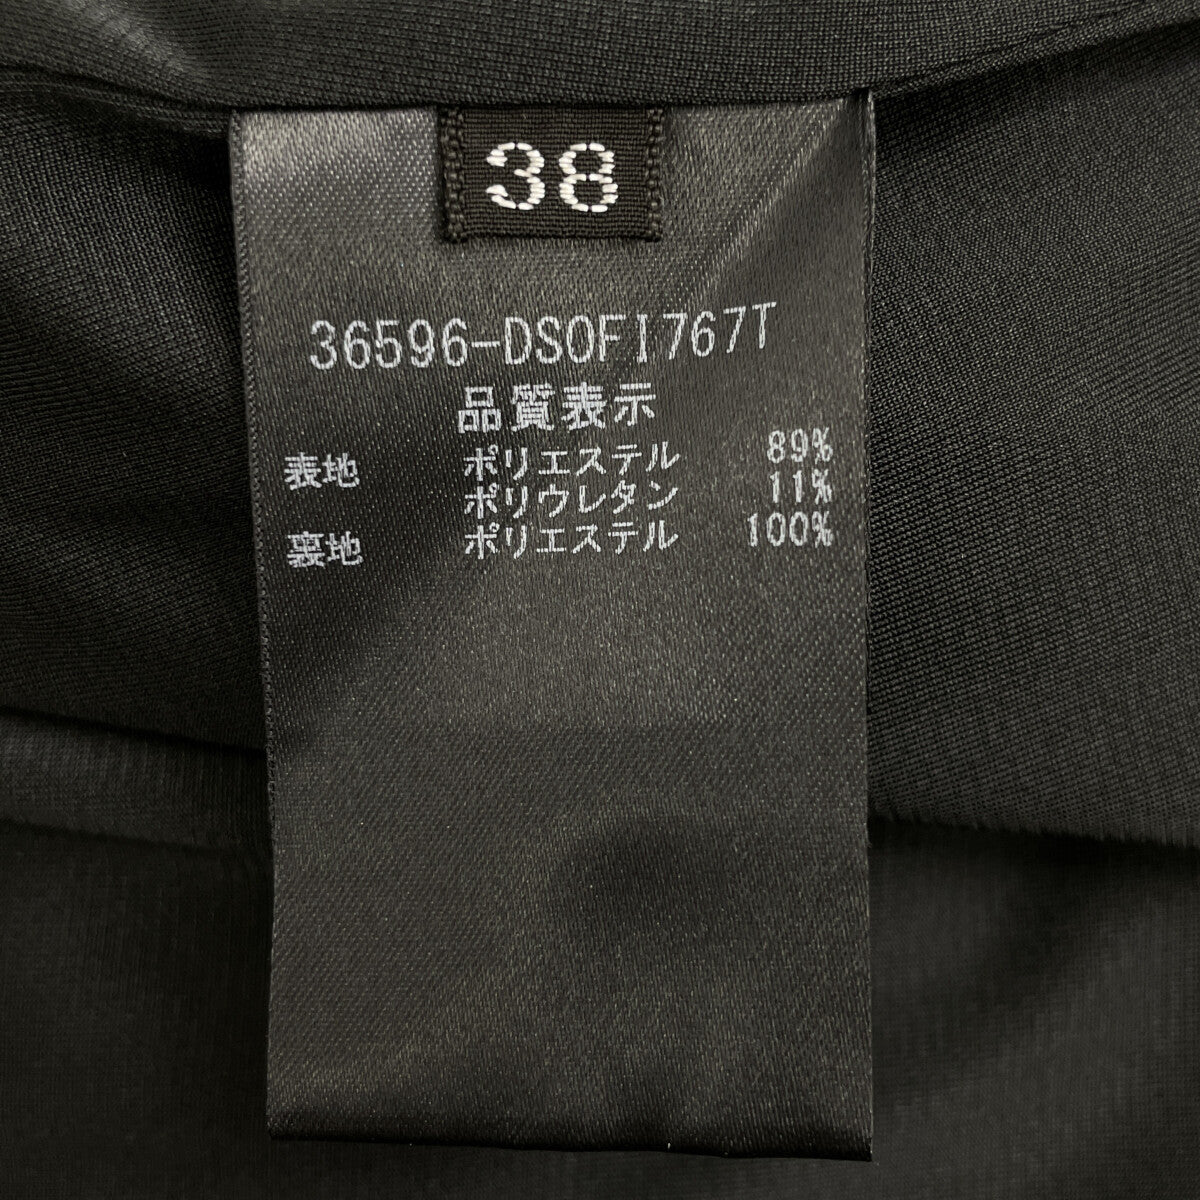 38
36596-DSOFI767T
品質表示
表地 ポリエステル 89%
ポリウレタン 11%
裏地 ポリエステル 100%